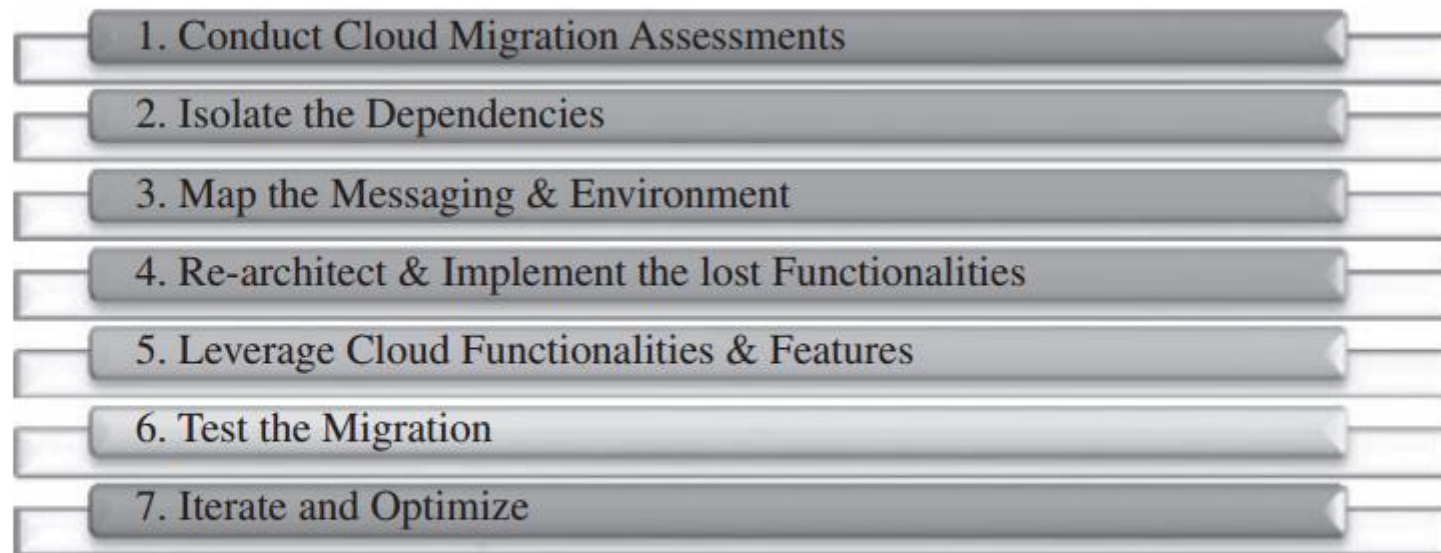 1. Conduct Cloud Migration Assessments
2. Isolate the Dependencies
3. Map the Messaging & Environment
4. Re-architect & Implement the lost Functionalities
5. Leverage Cloud Functionalities & Features
6. Test the Migration
7. Iterate and Optimize